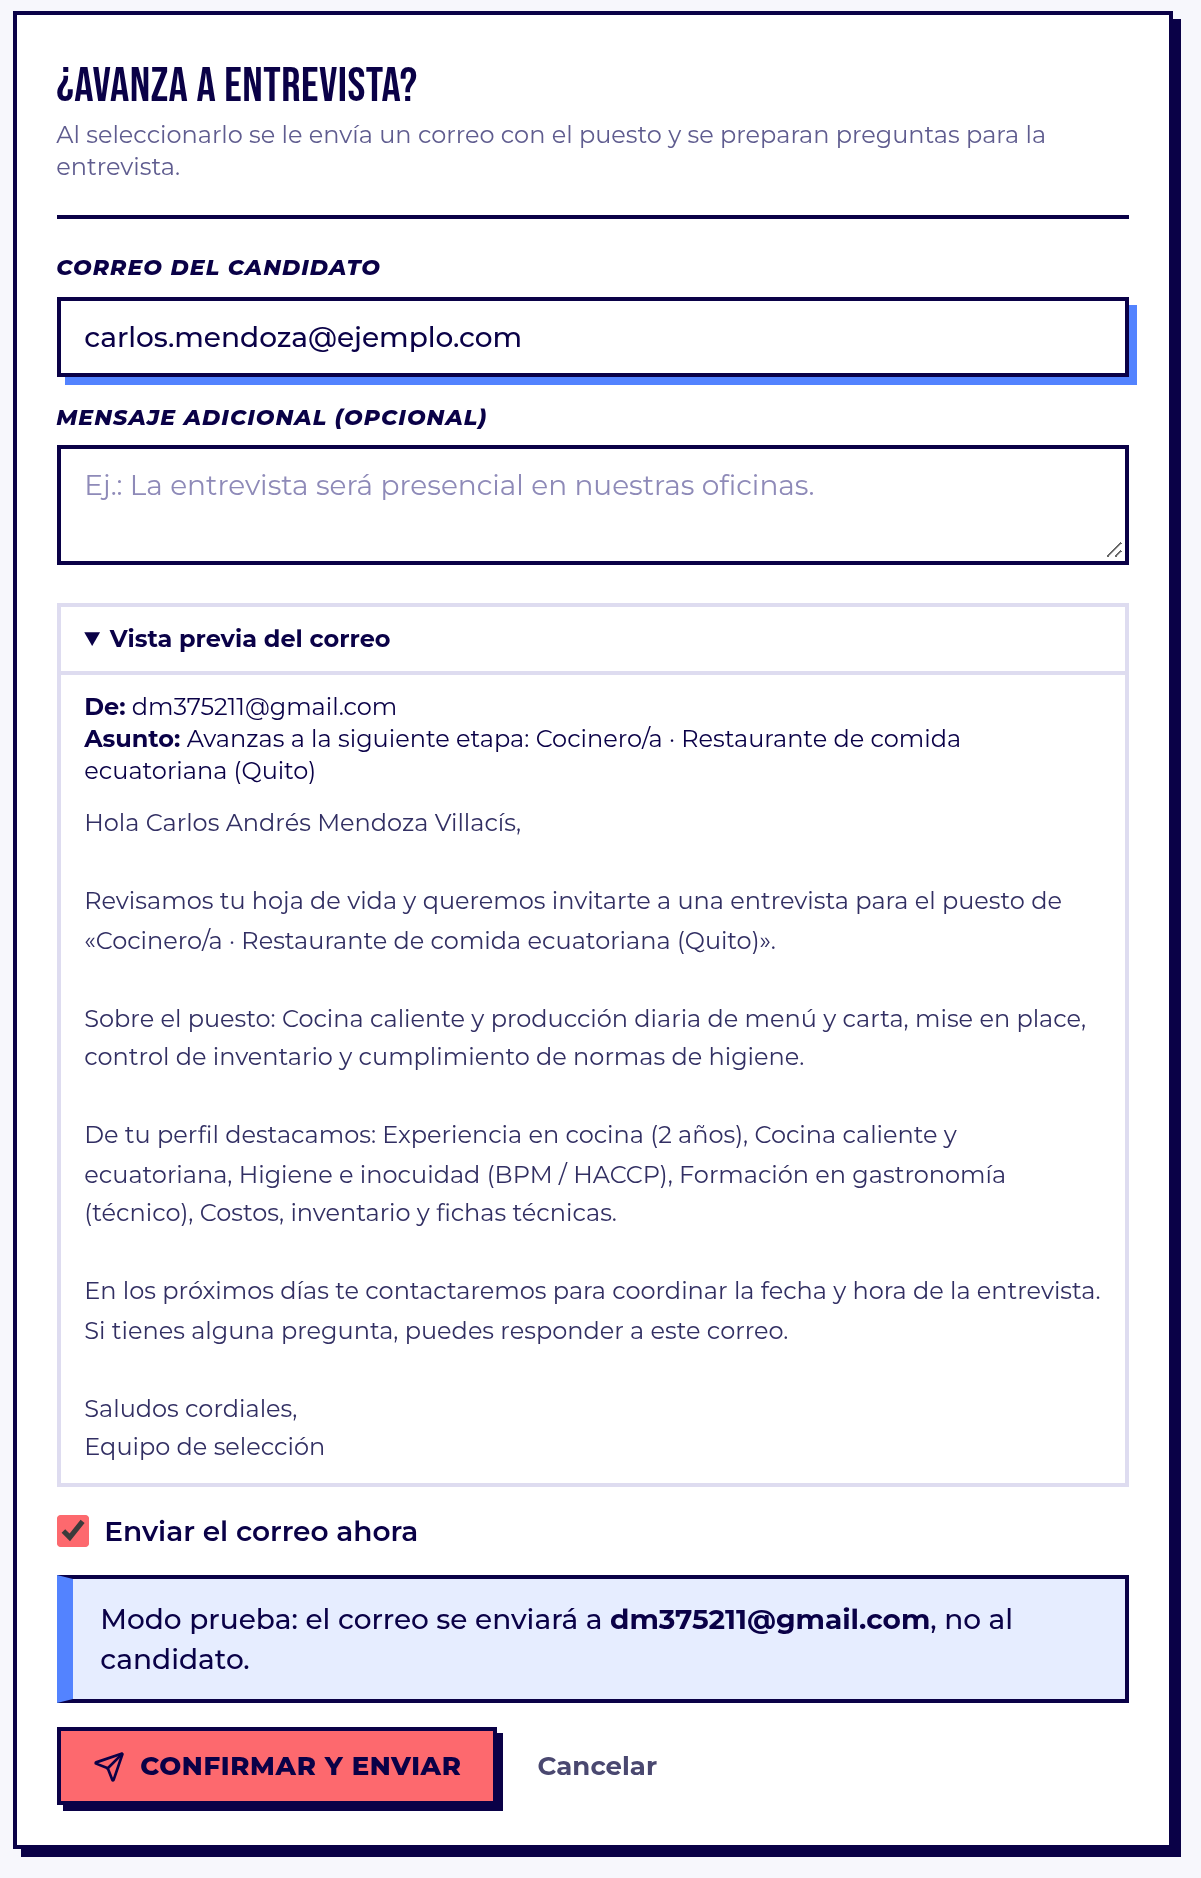 ¿AVANZA A ENTREVISTA?
Al seleccionarlo se le envía un correo con el puesto y se preparan preguntas para la
entrevista.
CORREO DEL CANDIDATO
carlos.mendoza@ejemplo.com
MENSAJE ADICIONAL (OPCIONAL)
Ej.: La entrevista será presencial en nuestras oficinas.
▼ Vista previa del correo
De: dm375211@gmail.com
Asunto: Avanzas a la siguiente etapa: Cocinero/a · Restaurante de comida
ecuatoriana (Quito)
Hola Carlos Andrés Mendoza Villacís,
Revisamos tu hoja de vida y queremos invitarte a una entrevista para el puesto de
«Cocinero/a · Restaurante de comida ecuatoriana (Quito)».
Sobre el puesto: Cocina caliente y producción diaria de menú y carta, mise en place,
control de inventario y cumplimiento de normas de higiene.
De tu perfil destacamos: Experiencia en cocina (2 años), Cocina caliente y
ecuatoriana, Higiene e inocuidad (BPM / HACCP), Formación en gastronomía
(técnico), Costos, inventario y fichas técnicas.
En los próximos días te contactaremos para coordinar la fecha y hora de la entrevista.
Si tienes alguna pregunta, puedes responder a este correo.
Saludos cordiales,
Equipo de selección
Enviar el correo ahora
Modo prueba: el correo se enviará a dm375211@gmail.com, no al
candidato.
CONFIRMAR Y ENVIAR Cancelar